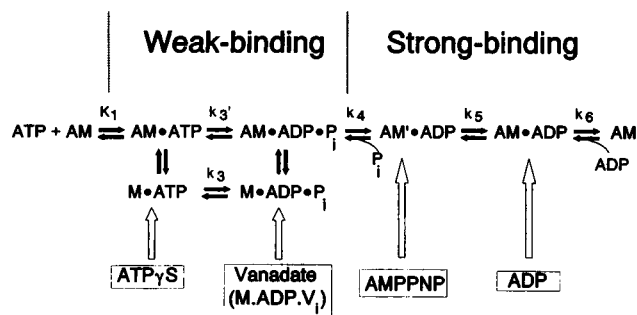 Weak-binding Strong-binding
K₁ k₃' k₄ k₅ k₆
ATP + AM ⇌ AM•ATP ⇌ AM•ADP•Pi ⇌ AM'•ADP ⇌ AM•ADP ⇌ AM
Pi ADP
k₃
M•ATP ⇌ M•ADP•Pi
ATPγS Vanadate AMPPNP ADP
(M.ADP.Vi)